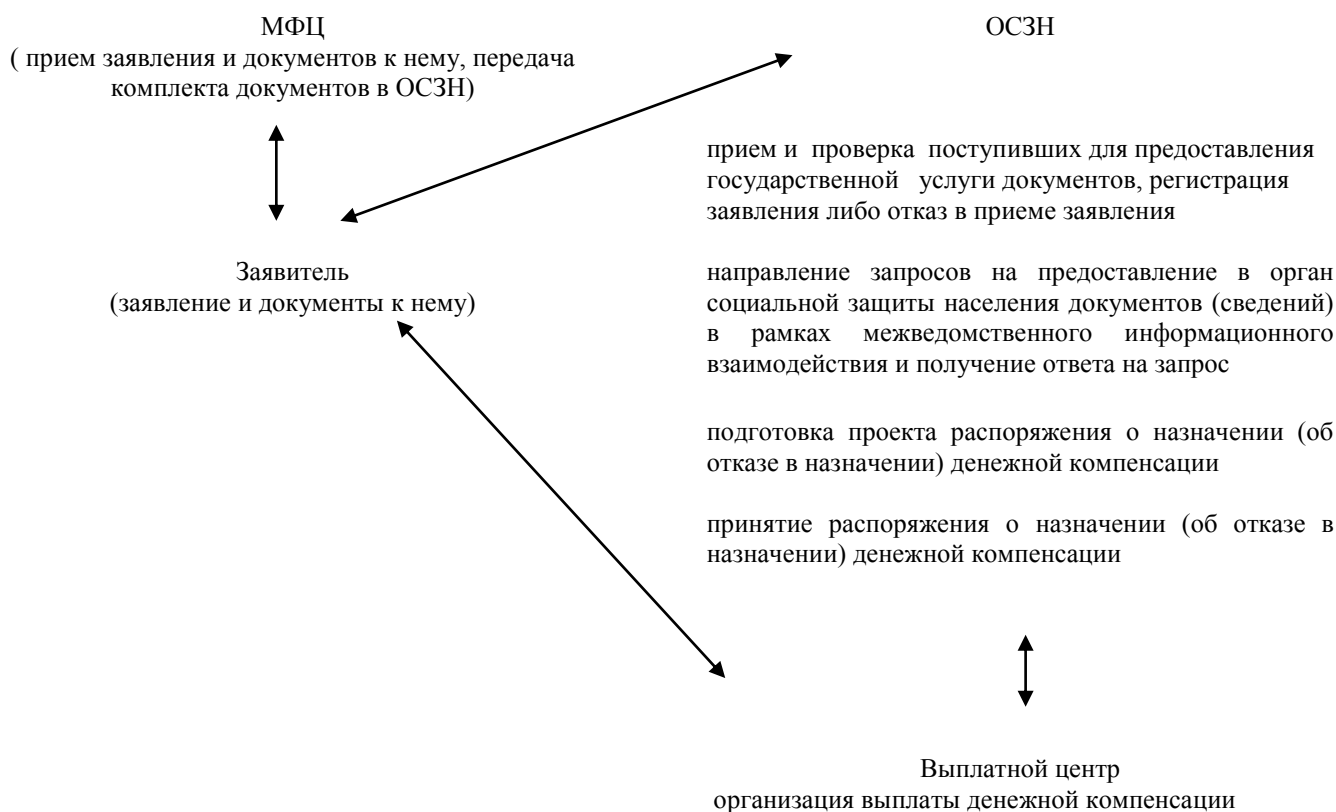 МФЦ
( прием заявления и документов к нему, передача
комплекта документов в ОСЗН)
Заявитель
(заявление и документы к нему)
ОСЗН
прием и проверка поступивших для предоставления
государственной услуги документов, регистрация
заявления либо отказ в приеме заявления
направление запросов на предоставление в орган
социальной защиты населения документов (сведений)
в рамках межведомственного информационного
взаимодействия и получение ответа на запрос
подготовка проекта распоряжения о назначении (об
отказе в назначении) денежной компенсации
принятие распоряжения о назначении (об отказе в
назначении) денежной компенсации
Выплатной центр
организация выплаты денежной компенсации